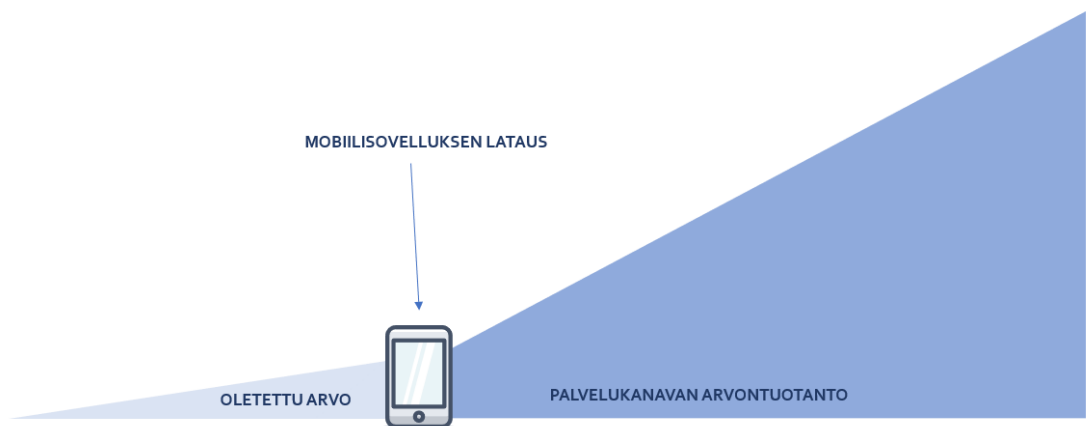 MOBIILISOVELLUKSEN LATAUS
OLETETTU ARVO
PALVELUKANAVAN ARVONTUOTANTO